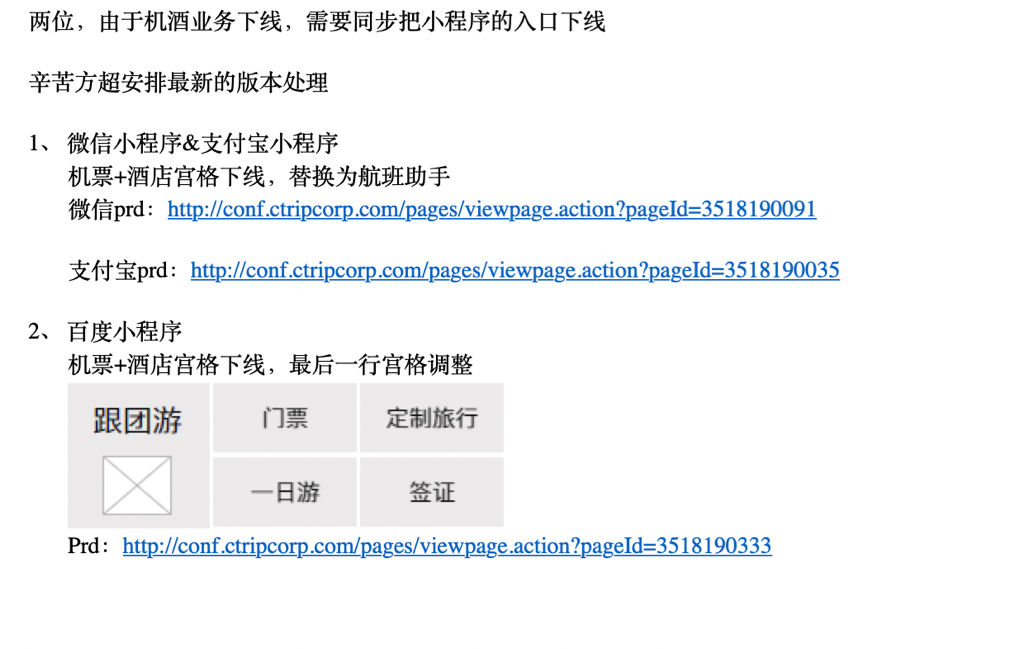 两位，由于机酒业务下线，需要同步把小程序的入口下线
辛苦方超安排最新的版本处理
1、 微信小程序&支付宝小程序
机票+酒店宫格下线，替换为航班助手
微信prd：http://conf.ctripcorp.com/pages/viewpage.action?pageId=3518190091
支付宝prd：http://conf.ctripcorp.com/pages/viewpage.action?pageId=3518190035
2、 百度小程序
机票+酒店宫格下线，最后一行宫格调整
跟团游 门票 定制旅行
一日游 签证
Prd：http://conf.ctripcorp.com/pages/viewpage.action?pageId=3518190333